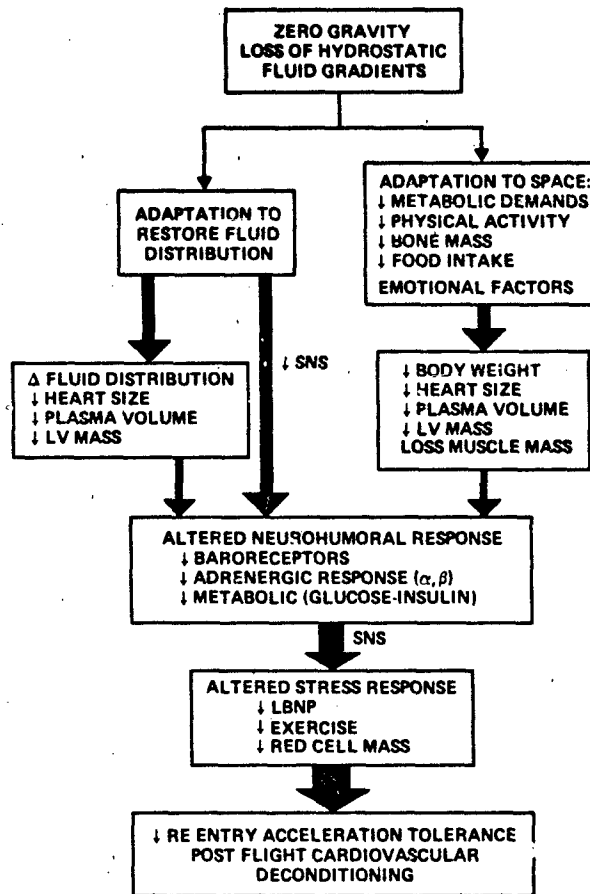 ZERO GRAVITY
LOSS OF HYDROSTATIC
FLUID GRADIENTS
ADAPTATION TO
RESTORE FLUID
DISTRIBUTION
ADAPTATION TO SPACE:
↓ METABOLIC DEMANDS
↓ PHYSICAL ACTIVITY
↓ BONE MASS
↓ FOOD INTAKE
EMOTIONAL FACTORS
↓ SNS
Δ FLUID DISTRIBUTION
↓ HEART SIZE
↓ PLASMA VOLUME
↓ LV MASS
↓ BODY WEIGHT
↓ HEART SIZE
↓ PLASMA VOLUME
↓ LV MASS
LOSS MUSCLE MASS
ALTERED NEUROHUMORAL RESPONSE
↓ BARORECEPTORS
↓ ADRENERGIC RESPONSE (α, β)
↓ METABOLIC (GLUCOSE-INSULIN)
SNS
ALTERED STRESS RESPONSE
↓ LBNP
↓ EXERCISE
↓ RED CELL MASS
↓ RE ENTRY ACCELERATION TOLERANCE
POST FLIGHT CARDIOVASCULAR
DECONDITIONING